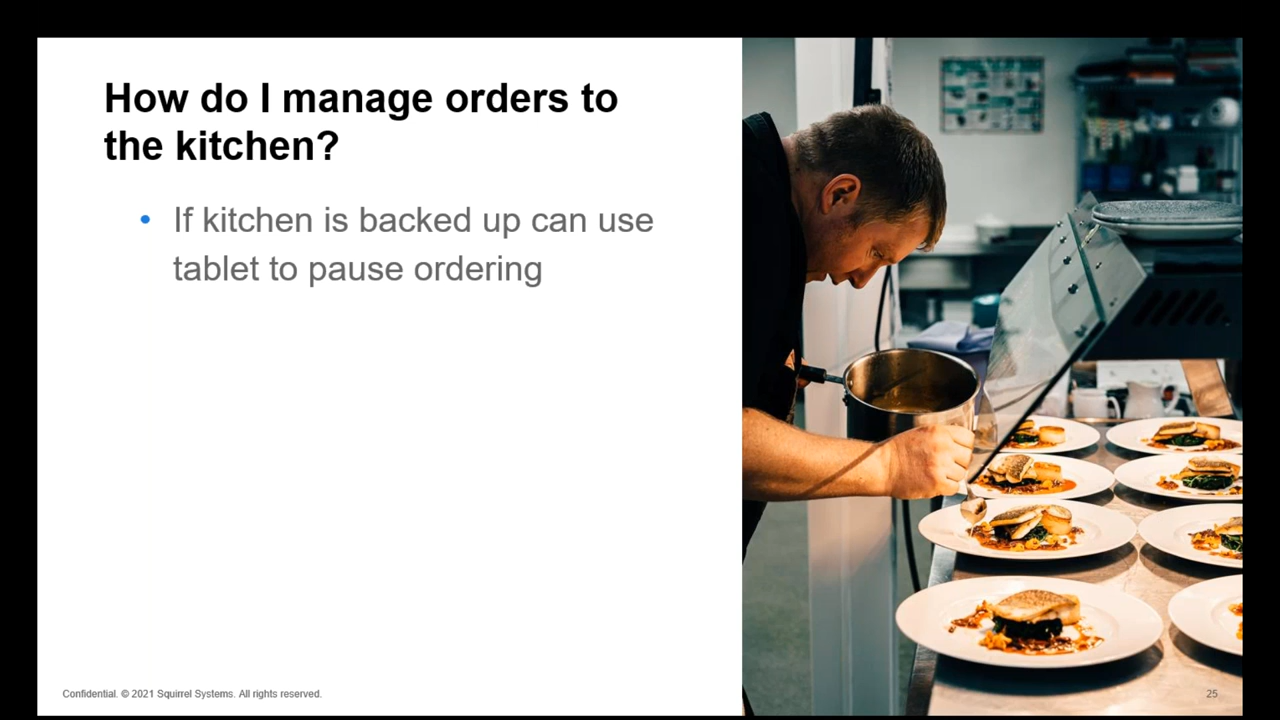 How do I manage orders to
the kitchen?
• If kitchen is backed up can use
tablet to pause ordering
Confidential. © 2021 Squirrel Systems. All rights reserved.
25